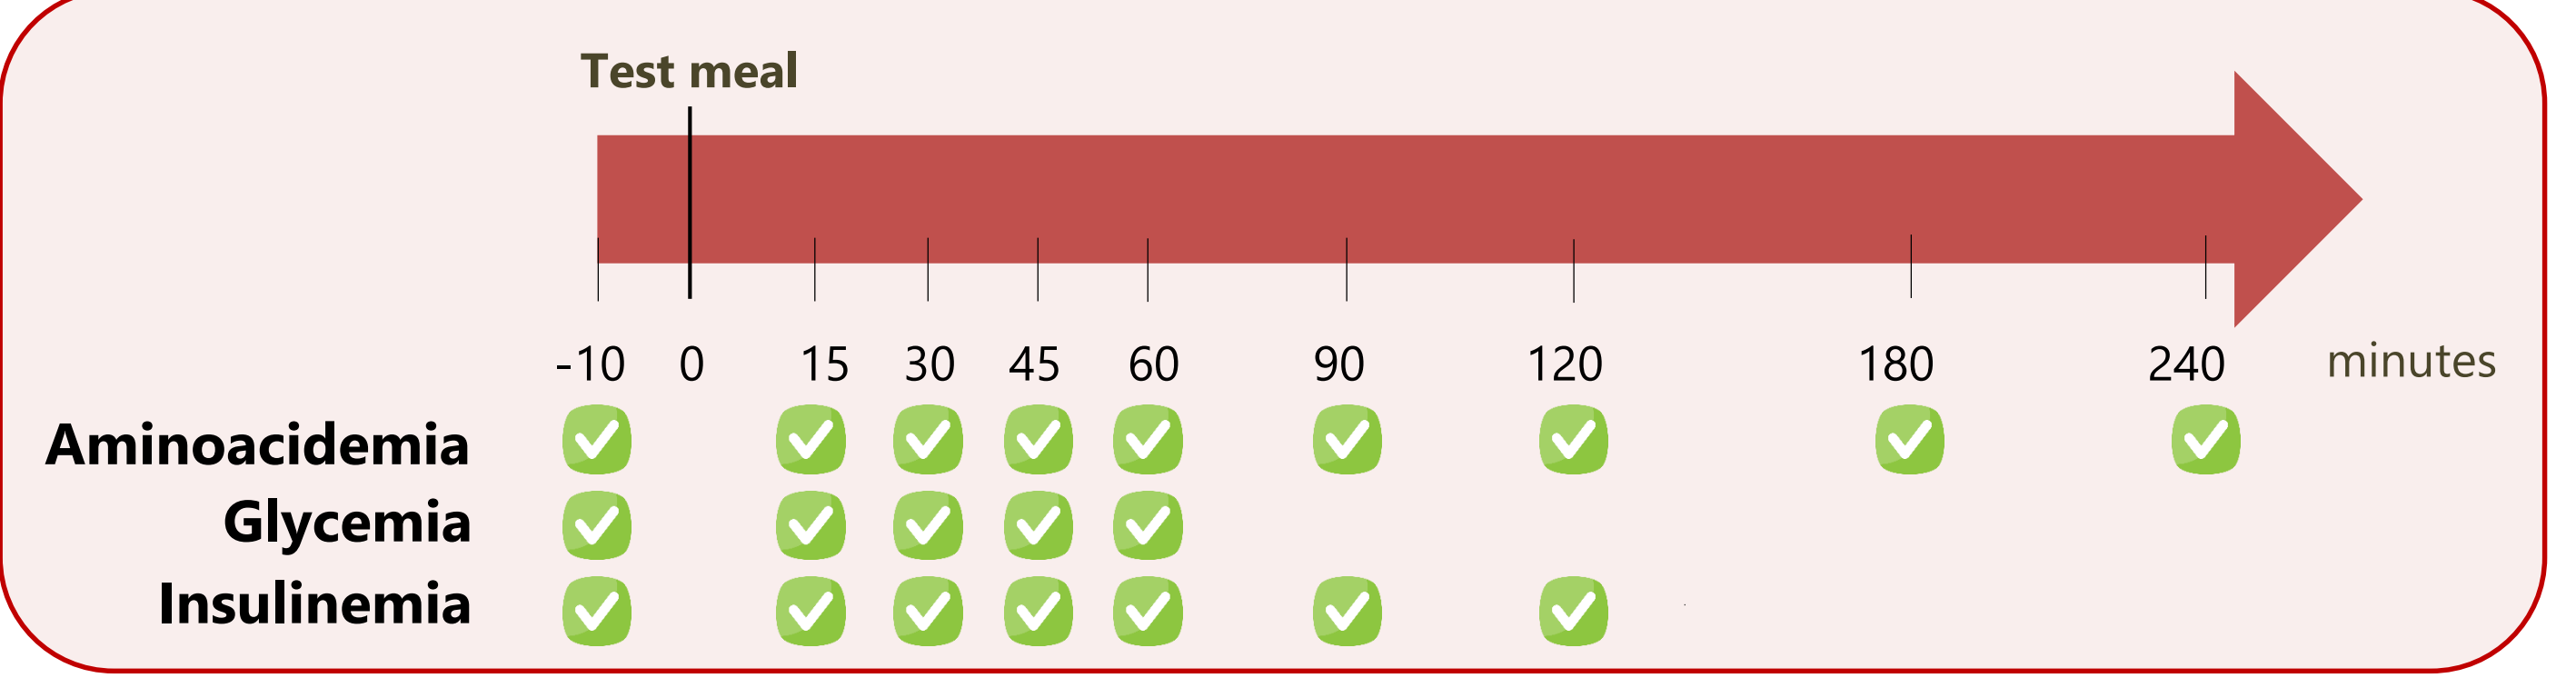 Test meal
-10 0 15 30 45 60 90 120 180 240 minutes
Aminoacidemia
Glycemia
Insulinemia